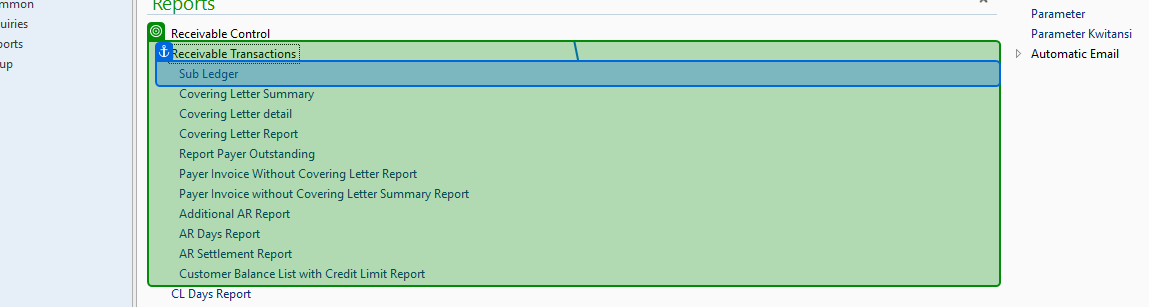 mmon
uiries
ports
up
Reports
Receivable Control
Receivable Transactions
Sub Ledger
Covering Letter Summary
Covering Letter detail
Covering Letter Report
Report Payer Outstanding
Payer Invoice Without Covering Letter Report
Payer Invoice without Covering Letter Summary Report
Additional AR Report
AR Days Report
AR Settlement Report
Customer Balance List with Credit Limit Report
CL Days Report
Parameter
Parameter Kwitansi
Automatic Email